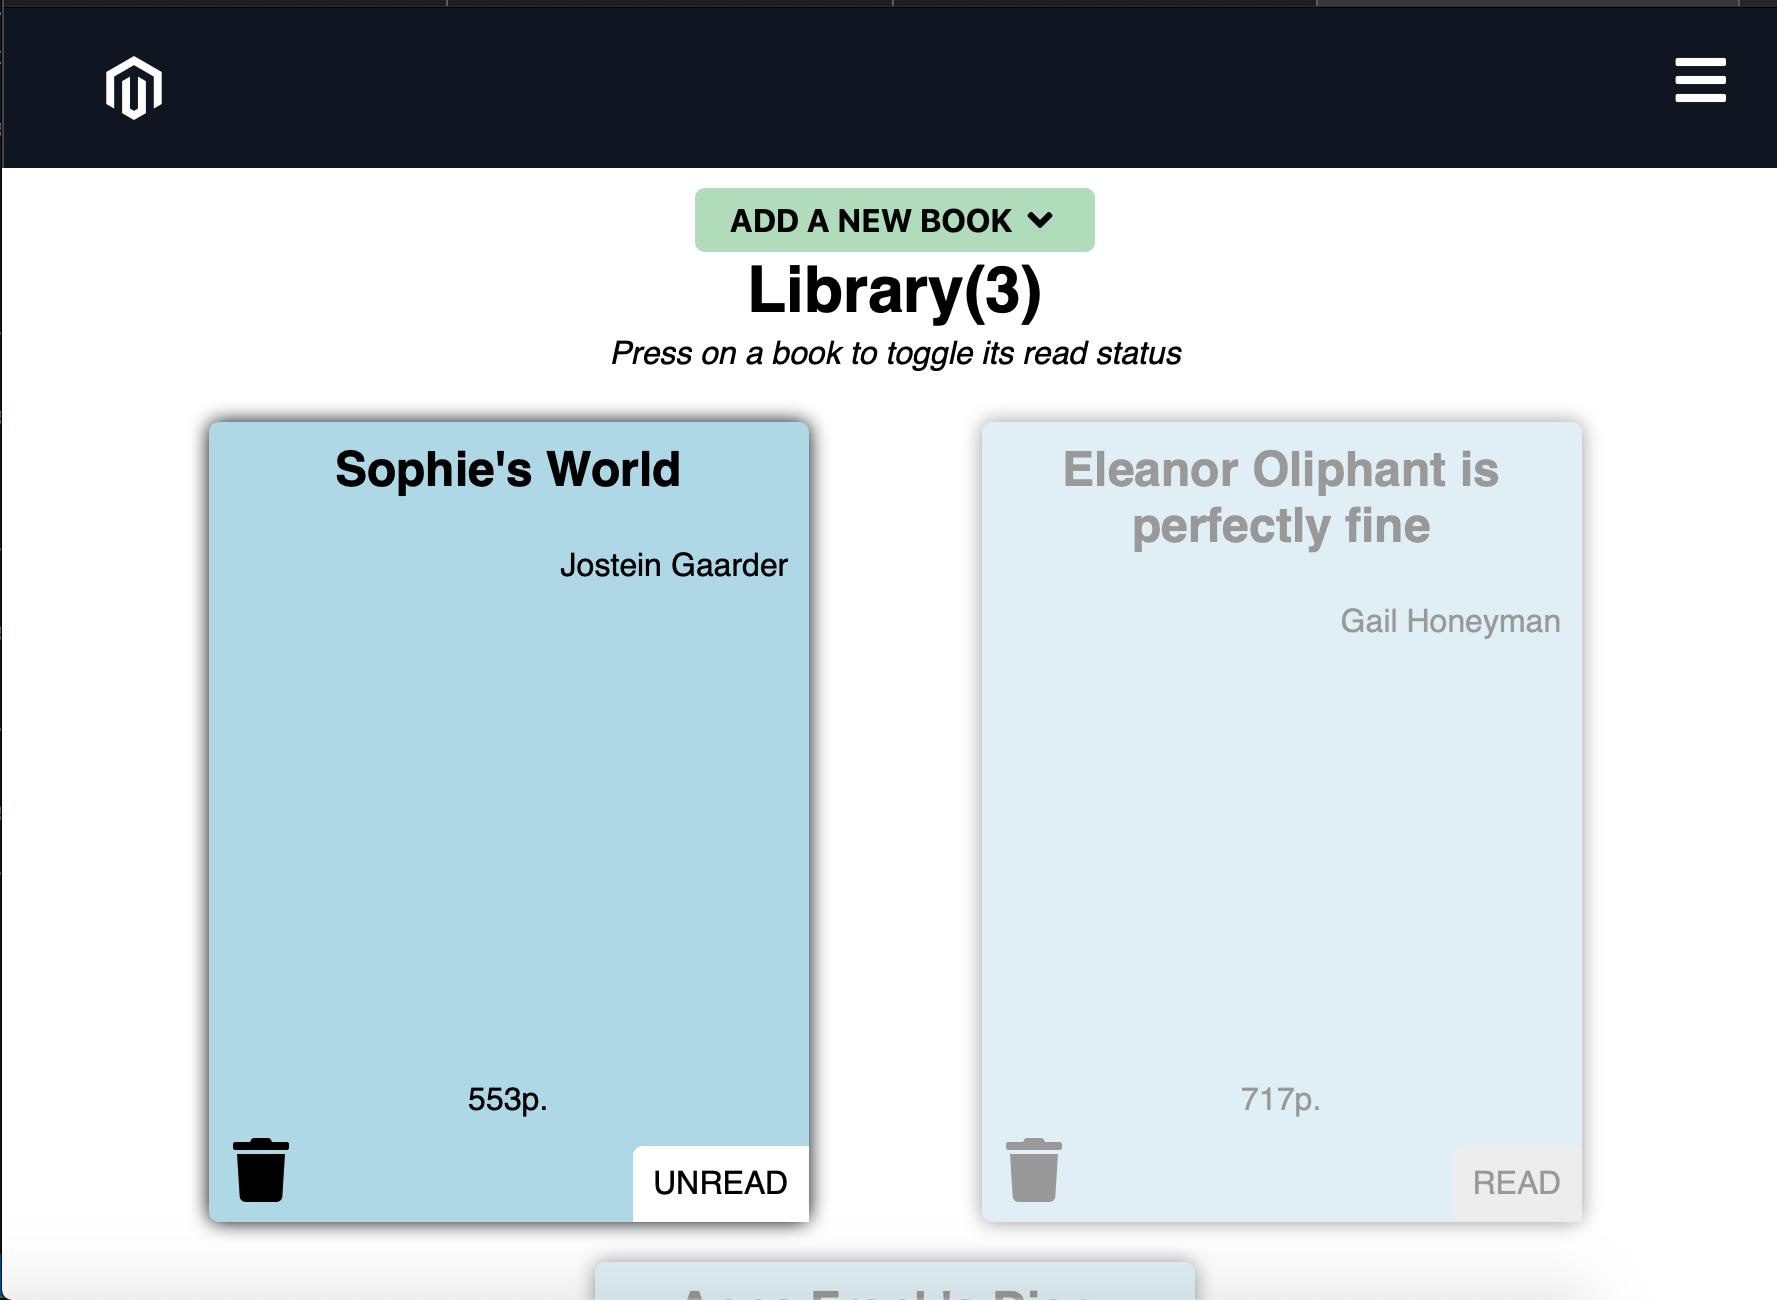 ADD A NEW BOOK
Library(3)
Press on a book to toggle its read status
Sophie's World
Jostein Gaarder
553p.
UNREAD
Eleanor Oliphant is
perfectly fine
Gail Honeyman
717p.
READ